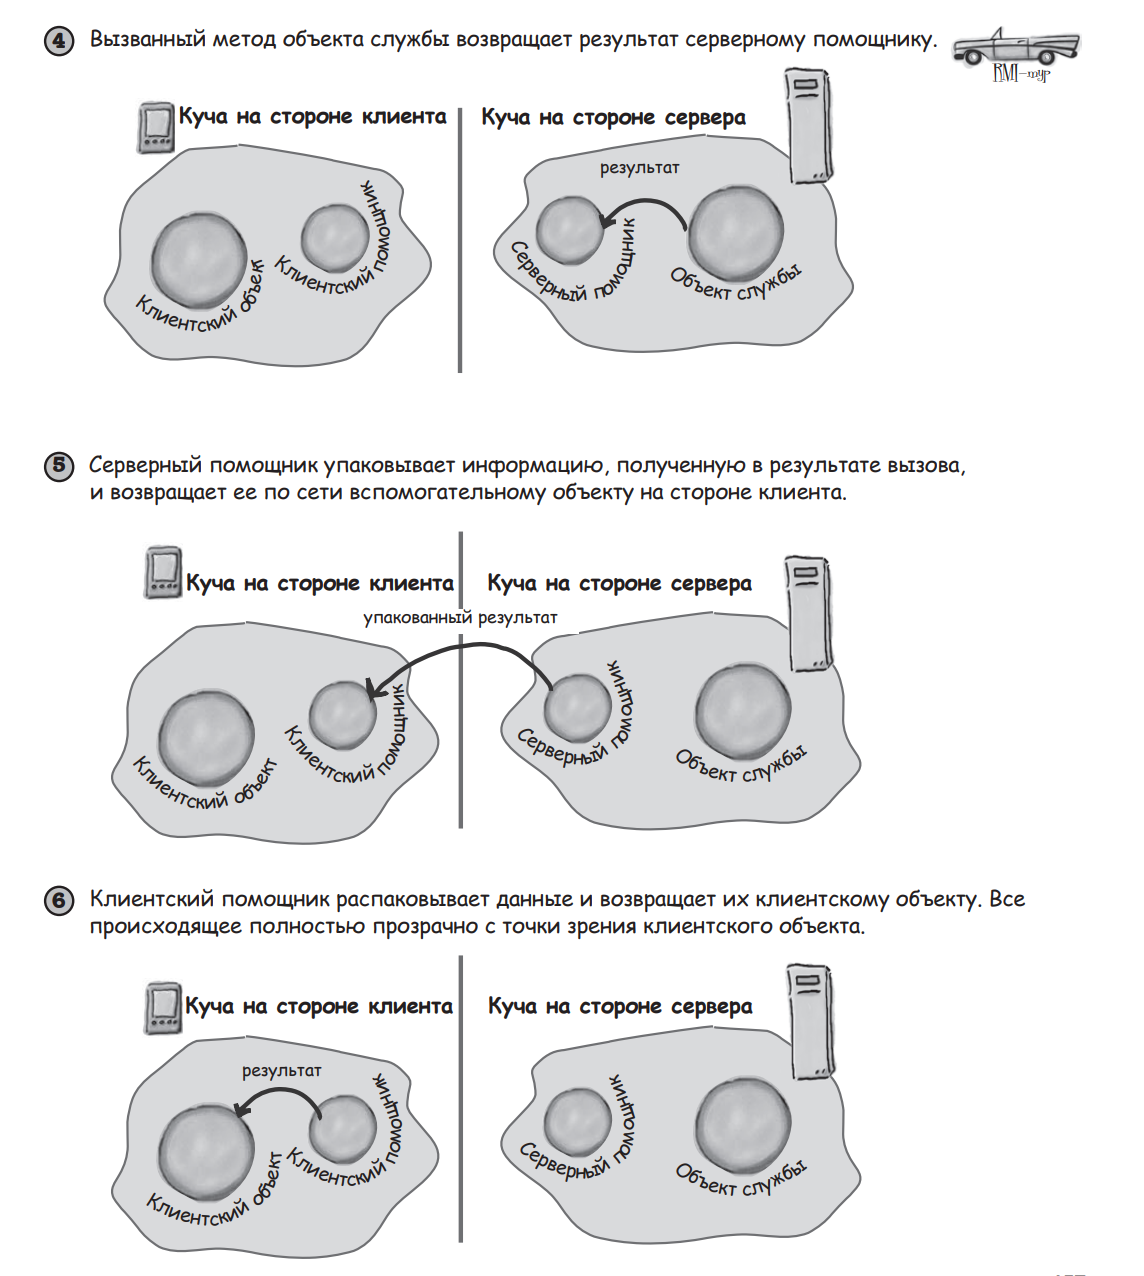 4 Вызванный метод объекта службы возвращает результат серверному помощнику.
RMI-тур
Куча на стороне клиента
Куча на стороне сервера
результат
Клиентский объект
Клиентский помощник
Серверный помощник
Объект службы
5 Серверный помощник упаковывает информацию, полученную в результате вызова,
и возвращает ее по сети вспомогательному объекту на стороне клиента.
Куча на стороне клиента
Куча на стороне сервера
упакованный результат
Клиентский объект
Клиентский помощник
Серверный помощник
Объект службы
6 Клиентский помощник распаковывает данные и возвращает их клиентскому объекту. Все
происходящее полностью прозрачно с точки зрения клиентского объекта.
Куча на стороне клиента
Куча на стороне сервера
результат
Клиентский объект
Клиентский помощник
Серверный помощник
Объект службы